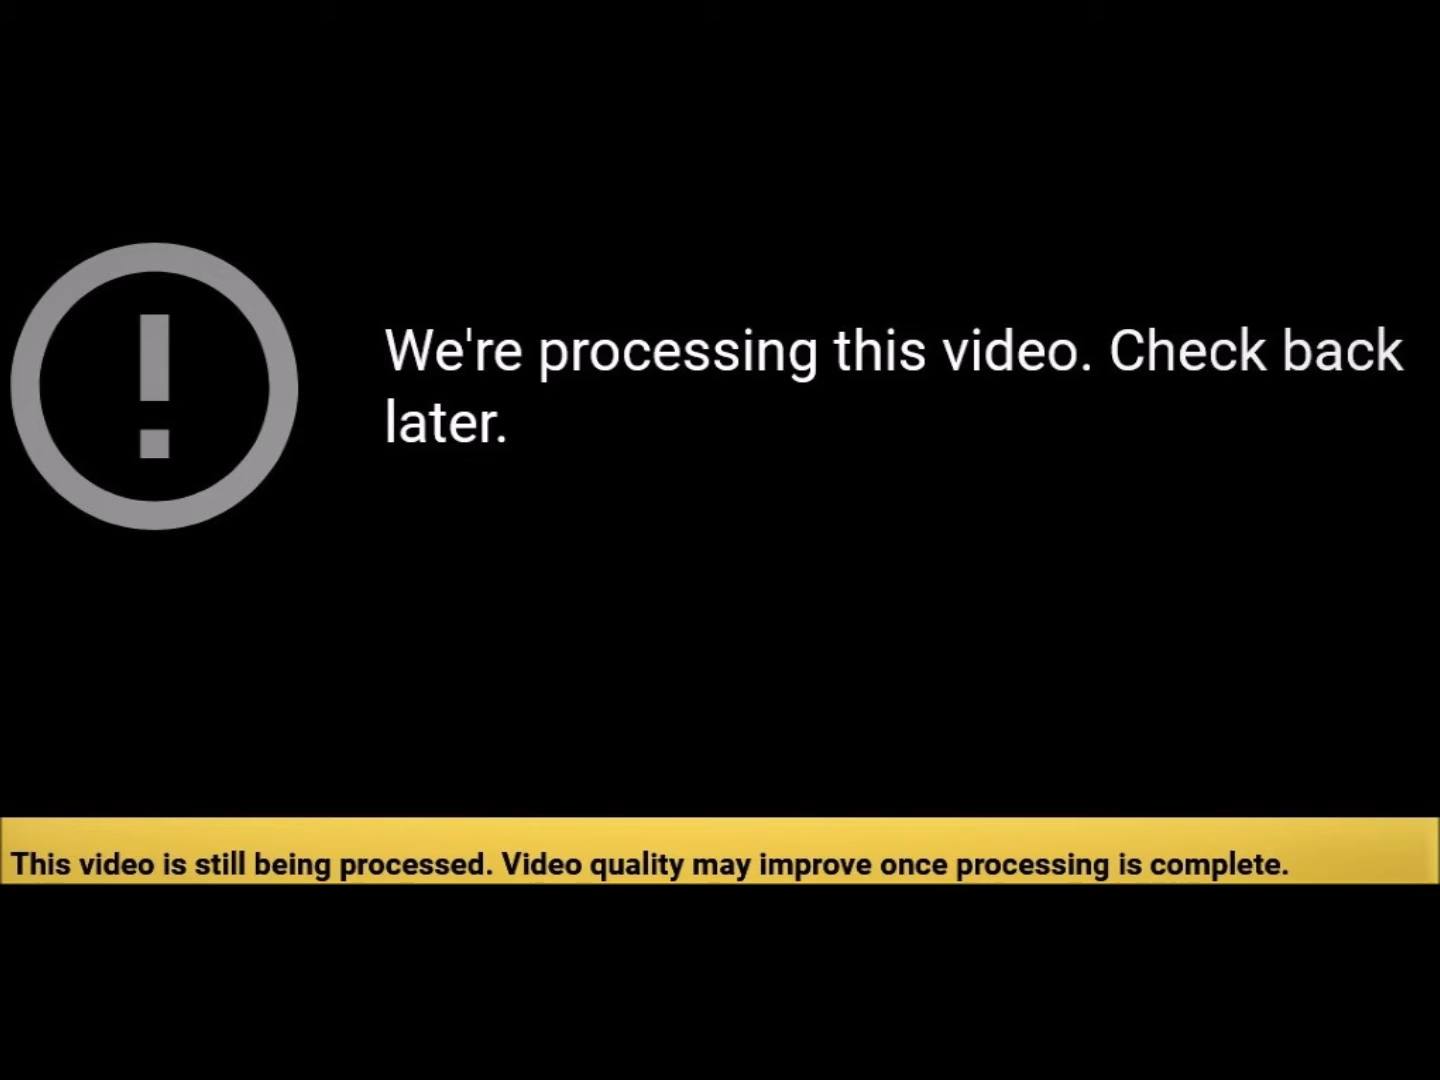 We're processing this video. Check back
later.
This video is still being processed. Video quality may improve once processing is complete.